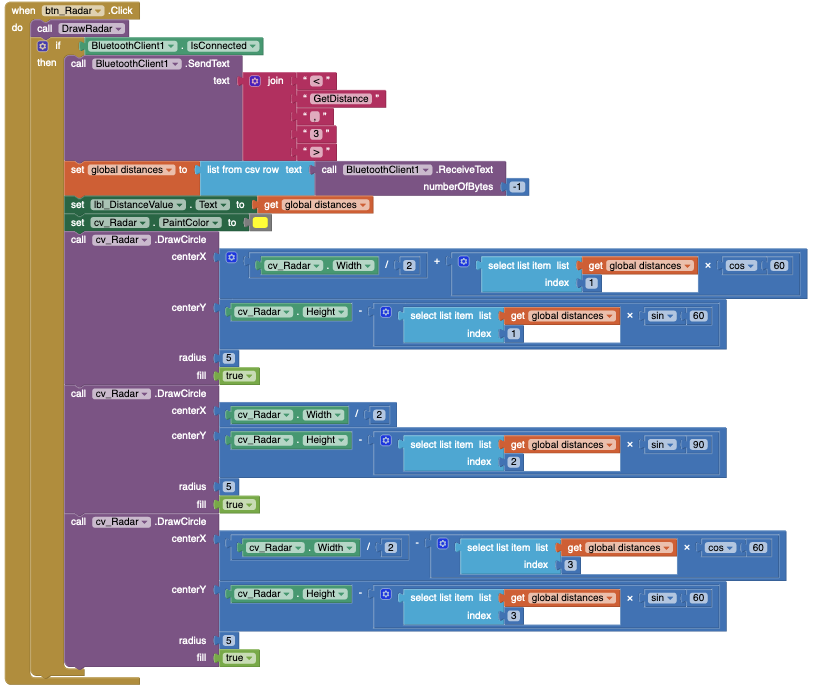 when btn_Radar .Click
do call DrawRadar
if BluetoothClient1 . IsConnected
then call BluetoothClient1 .SendText
text join " < "
" GetDistance "
" , "
" 3 "
" > "
set global distances to list from csv row text call BluetoothClient1 .ReceiveText
numberOfBytes -1
set lbl_DistanceValue . Text to get global distances
set cv_Radar . PaintColor to
call cv_Radar .DrawCircle
centerX cv_Radar . Width / 2 + select list item list get global distances × cos 60
index 1
centerY cv_Radar . Height - select list item list get global distances × sin 60
index 1
radius 5
fill true
call cv_Radar .DrawCircle
centerX cv_Radar . Width / 2
centerY cv_Radar . Height - select list item list get global distances × sin 90
index 2
radius 5
fill true
call cv_Radar .DrawCircle
centerX cv_Radar . Width / 2 - select list item list get global distances × cos 60
index 3
centerY cv_Radar . Height - select list item list get global distances × sin 60
index 3
radius 5
fill true